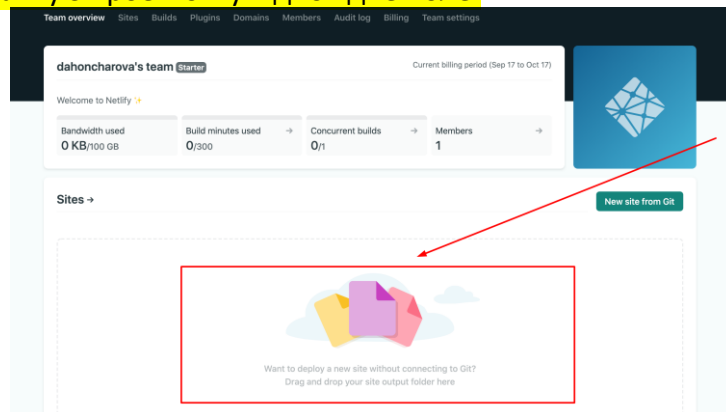 Team overview Sites Builds Plugins Domains Members Audit log Billing Team settings
dahoncharova's team Starter
Current billing period (Sep 17 to Oct 17)
Welcome to Netlify ✨
Bandwidth used
0 KB/100 GB
Build minutes used →
0/300
Concurrent builds →
0/1
Members →
1
Sites →
New site from Git
Want to deploy a new site without connecting to Git?
Drag and drop your site output folder here